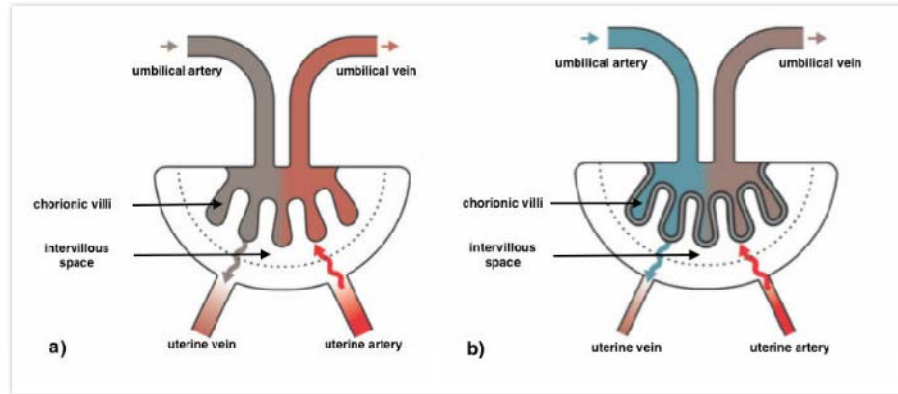 umbilical artery
umbilical vein
chorionic villi
intervillous
space
uterine vein
uterine artery
a)
umbilical artery
umbilical vein
chorionic villi
intervillous
space
uterine vein
uterine artery
b)